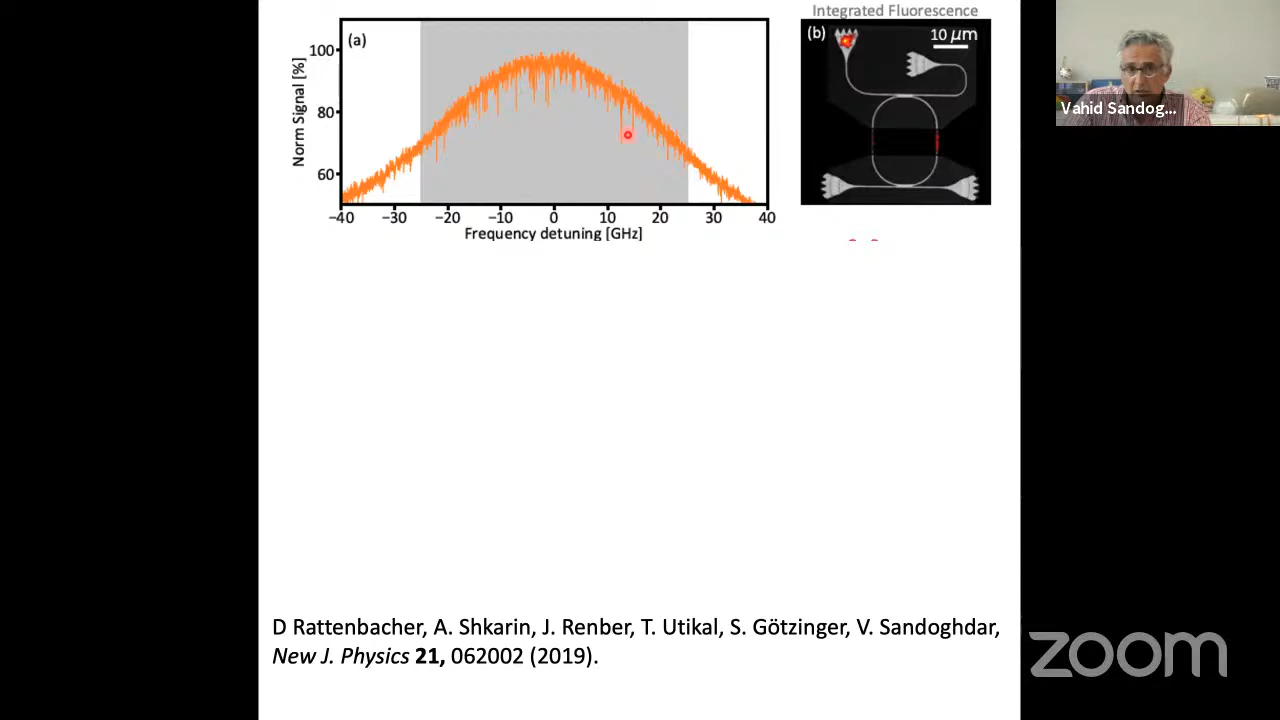 Integrated Fluorescence
(a)
(b)
10 µm
Norm Signal [%]
100
80
60
−40 −30 −20 −10 0 10 20 30 40
Frequency detuning [GHz]
Vahid Sandog...
D Rattenbacher, A. Shkarin, J. Renber, T. Utikal, S. Götzinger, V. Sandoghdar,
New J. Physics 21, 062002 (2019).
zoom